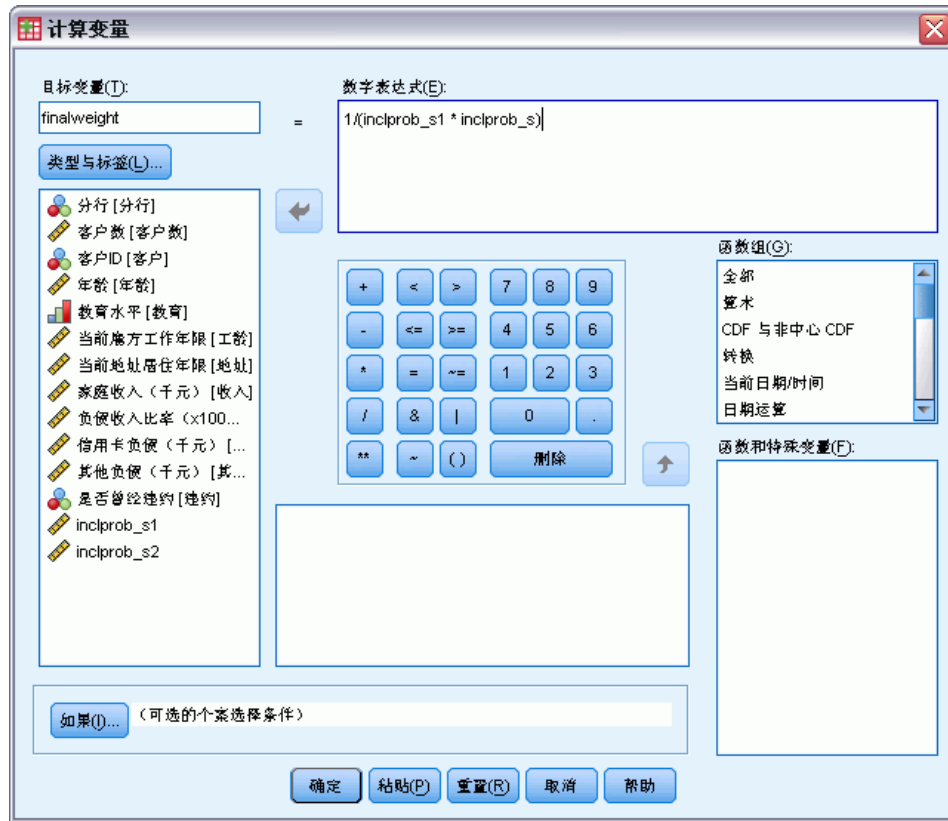 计算变量
目标变量(T):
finalweight
=
类型与标签(L)...
数字表达式(E):
1/(inclprob_s1 * inclprob_s)
分行 [分行]
客户数 [客户数]
客户ID [客户]
年龄 [年龄]
教育水平 [教育]
当前雇方工作年限 [工龄]
当前地址居住年限 [地址]
家庭收入（千元） [收入]
负债收入比率（x100...
信用卡负债（千元） [...
其他负债（千元） [其...
是否曾经违约 [违约]
inclprob_s1
inclprob_s2
+ < > 7 8 9
- <= >= 4 5 6
* = ~= 1 2 3
/ & | 0 .
** ~ ( ) 删除
函数组(G):
全部
算术
CDF 与非中心 CDF
转换
当前日期/时间
日期运算
函数和特殊变量(F):
如果(I)...
（可选的个案选择条件）
确定 粘贴(P) 重置(R) 取消 帮助